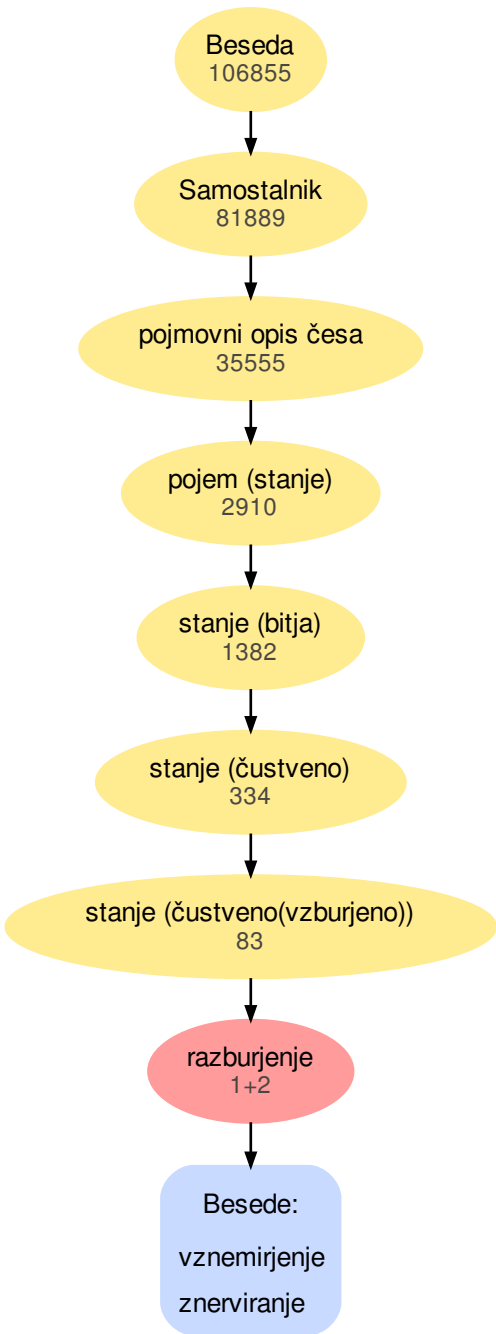 Beseda
106855
Samostalnik
81889
pojmovni opis česa
35555
pojem (stanje)
2910
stanje (bitja)
1382
stanje (čustveno)
334
stanje (čustveno(vzburjeno))
83
razburjenje
1+2
Besede:
vznemirjenje
znerviranje